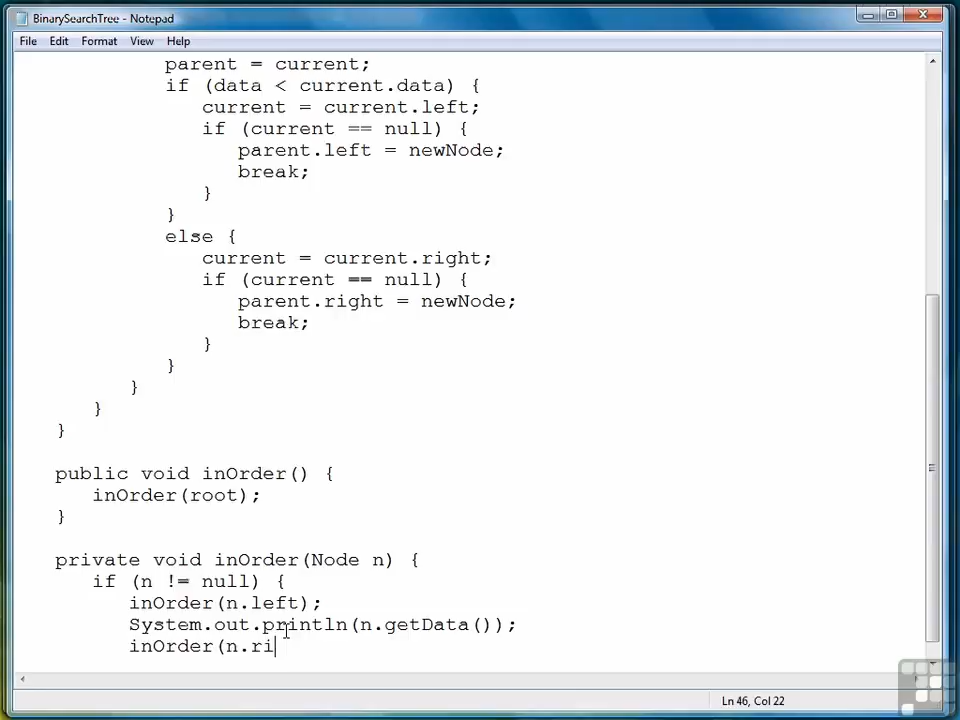 BinarySearchTree - Notepad
File Edit Format View Help
parent = current;
if (data < current.data) {
current = current.left;
if (current == null) {
parent.left = newNode;
break;
}
}
else {
current = current.right;
if (current == null) {
parent.right = newNode;
break;
}
}
}
}
}
public void inOrder() {
inOrder(root);
}
private void inOrder(Node n) {
if (n != null) {
inOrder(n.left);
System.out.println(n.getData());
inOrder(n.ri
Ln 46, Col 22